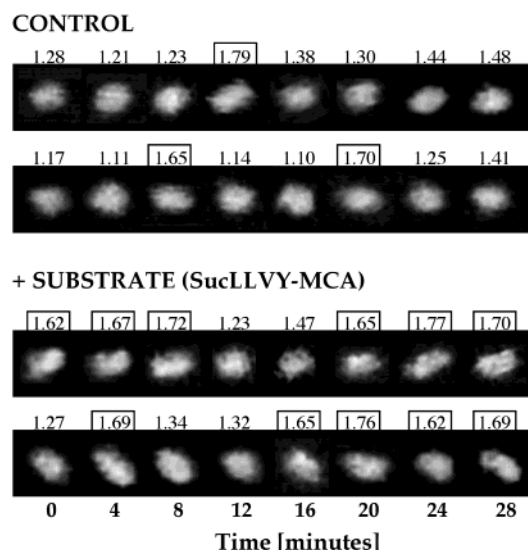 CONTROL
1.28 1.21 1.23 1.79 1.38 1.30 1.44 1.48
1.17 1.11 1.65 1.14 1.10 1.70 1.25 1.41
+ SUBSTRATE (SucLLVY-MCA)
1.62 1.67 1.72 1.23 1.47 1.65 1.77 1.70
1.27 1.69 1.34 1.32 1.65 1.76 1.62 1.69
0 4 8 12 16 20 24 28
Time [minutes]